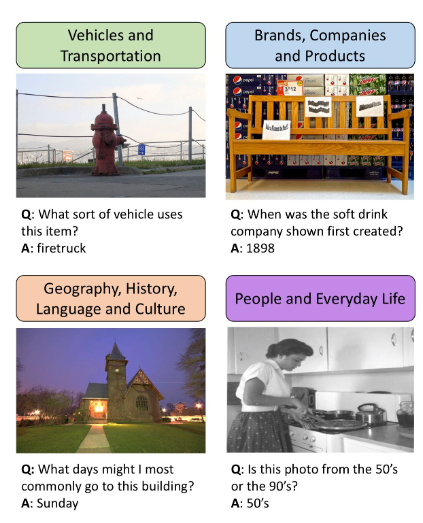 Vehicles and
Transportation
Brands, Companies
and Products
pepsi
Q: What sort of vehicle uses
this item?
A: firetruck
Q: When was the soft drink
company shown first created?
A: 1898
Geography, History,
Language and Culture
People and Everyday Life
Q: What days might I most
commonly go to this building?
A: Sunday
Q: Is this photo from the 50's
or the 90's?
A: 50's